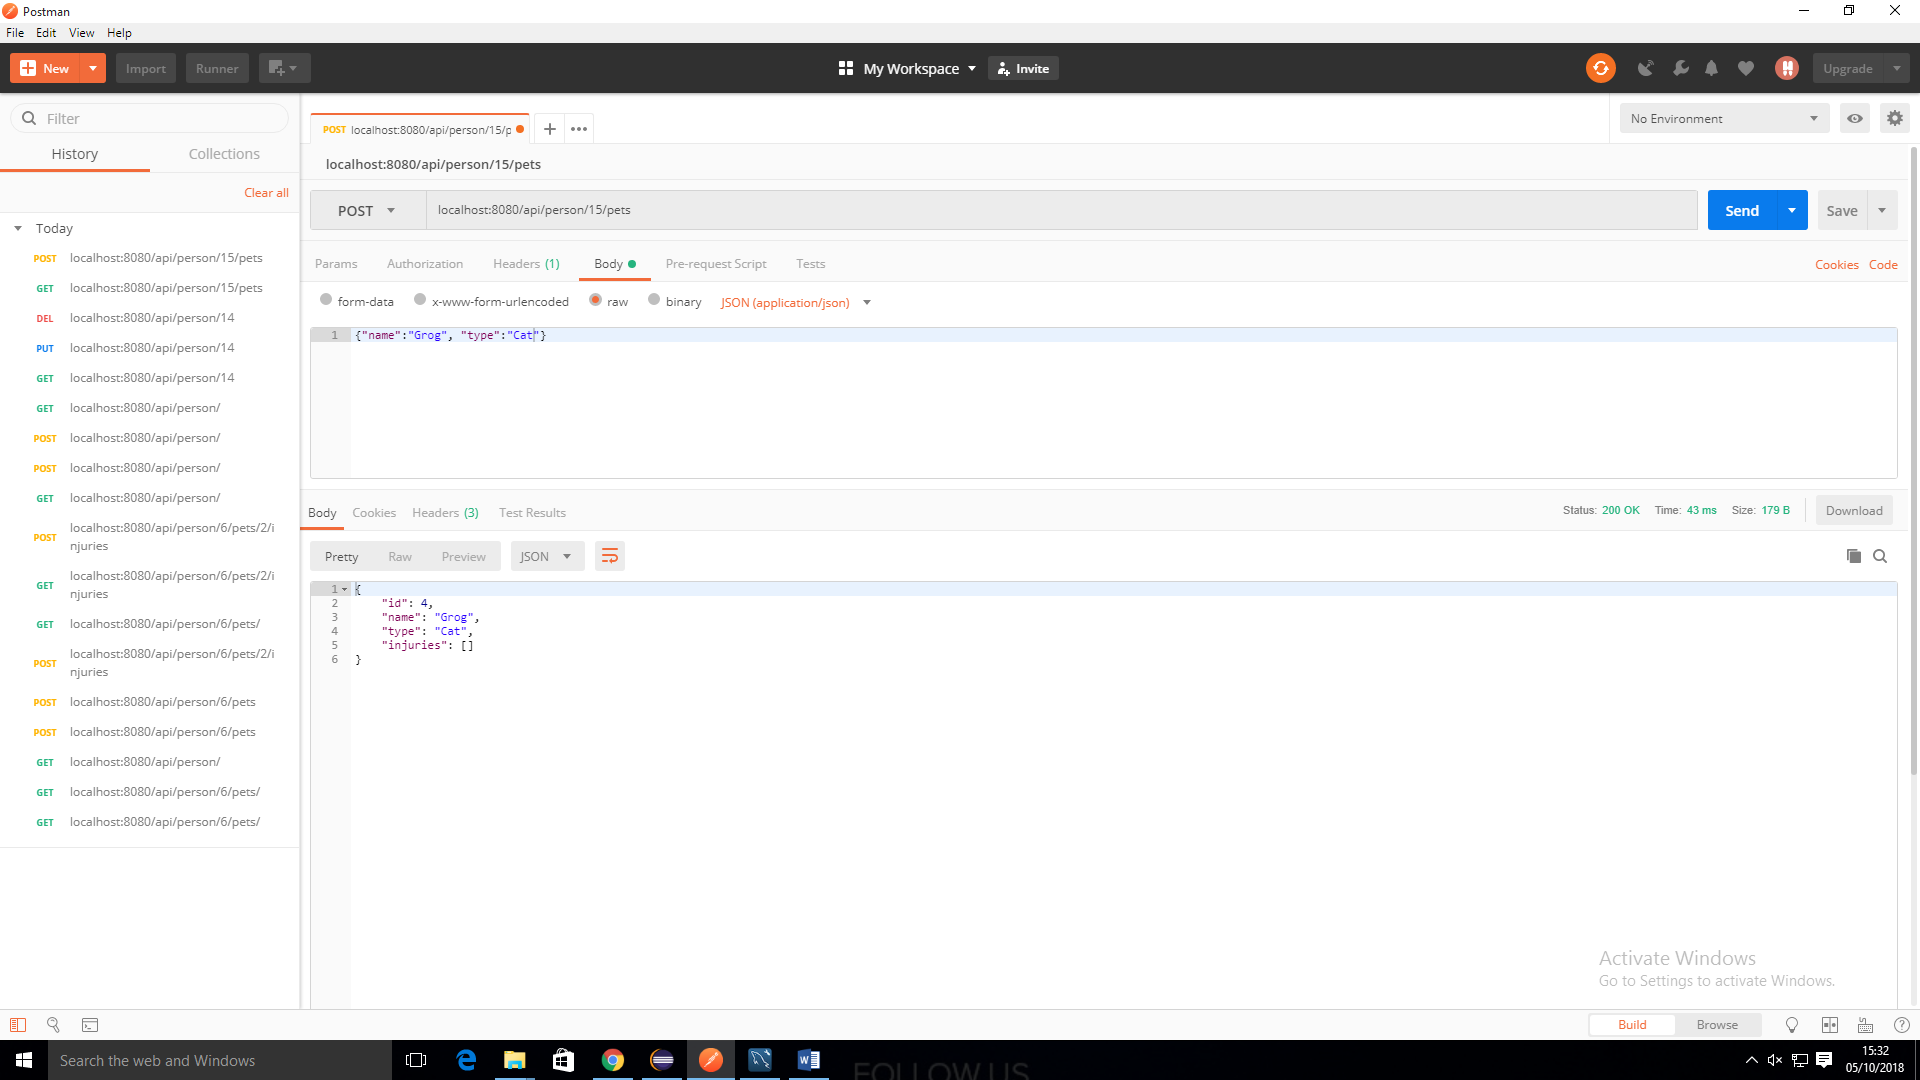 Postman
File Edit View Help
New Import Runner My Workspace Invite Upgrade
Filter
History Collections
Clear all
Today
POST localhost:8080/api/person/15/pets
GET localhost:8080/api/person/15/pets
DEL localhost:8080/api/person/14
PUT localhost:8080/api/person/14
GET localhost:8080/api/person/14
GET localhost:8080/api/person/
POST localhost:8080/api/person/
POST localhost:8080/api/person/
GET localhost:8080/api/person/
POST localhost:8080/api/person/6/pets/2/i
njuries
GET localhost:8080/api/person/6/pets/2/i
njuries
GET localhost:8080/api/person/6/pets/
POST localhost:8080/api/person/6/pets/2/i
njuries
POST localhost:8080/api/person/6/pets
POST localhost:8080/api/person/6/pets
GET localhost:8080/api/person/
GET localhost:8080/api/person/6/pets/
GET localhost:8080/api/person/6/pets/
POST localhost:8080/api/person/15/p
No Environment
localhost:8080/api/person/15/pets
POST localhost:8080/api/person/15/pets Send Save
Params Authorization Headers (1) Body Pre-request Script Tests Cookies Code
form-data x-www-form-urlencoded raw binary JSON (application/json)
1 {"name":"Grog", "type":"Cat"}
Body Cookies Headers (3) Test Results Status: 200 OK Time: 43 ms Size: 179 B Download
Pretty Raw Preview JSON
1 {
2 "id": 4,
3 "name": "Grog",
4 "type": "Cat",
5 "injuries": []
6 }
Activate Windows
Go to Settings to activate Windows.
Build Browse
Search the web and Windows
FOLLOW US
15:32
05/10/2018